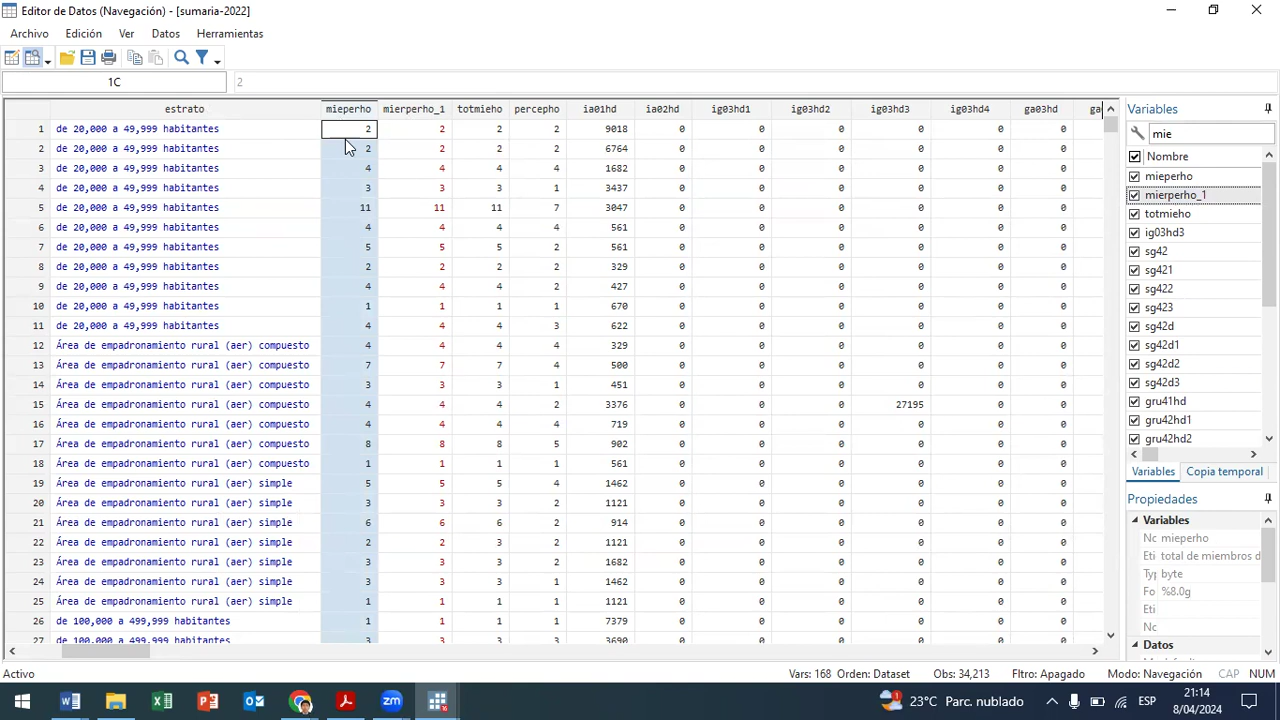 Editor de Datos (Navegación) - [sumaria-2022]
Archivo Edición Ver Datos Herramientas
1C 2
estrato mieperho mierperho_1 totmieho percepho ia01hd ia02hd ig03hd1 ig03hd2 ig03hd3 ig03hd4 ga03hd
1 de 20,000 a 49,999 habitantes 2 2 2 2 9018 0 0 0 0 0 0
2 de 20,000 a 49,999 habitantes 2 2 2 2 6764 0 0 0 0 0 0
3 de 20,000 a 49,999 habitantes 4 4 4 4 1682 0 0 0 0 0 0
4 de 20,000 a 49,999 habitantes 3 3 3 1 3437 0 0 0 0 0 0
5 de 20,000 a 49,999 habitantes 11 11 11 7 3047 0 0 0 0 0 0
6 de 20,000 a 49,999 habitantes 4 4 4 4 561 0 0 0 0 0 0
7 de 20,000 a 49,999 habitantes 5 5 5 2 561 0 0 0 0 0 0
8 de 20,000 a 49,999 habitantes 2 2 2 2 329 0 0 0 0 0 0
9 de 20,000 a 49,999 habitantes 4 4 4 2 427 0 0 0 0 0 0
10 de 20,000 a 49,999 habitantes 1 1 1 1 670 0 0 0 0 0 0
11 de 20,000 a 49,999 habitantes 4 4 4 3 622 0 0 0 0 0 0
12 Área de empadronamiento rural (aer) compuesto 4 4 4 4 329 0 0 0 0 0 0
13 Área de empadronamiento rural (aer) compuesto 7 7 7 4 500 0 0 0 0 0 0
14 Área de empadronamiento rural (aer) compuesto 3 3 3 1 451 0 0 0 0 0 0
15 Área de empadronamiento rural (aer) compuesto 4 4 4 2 3376 0 0 0 27195 0 0
16 Área de empadronamiento rural (aer) compuesto 4 4 4 4 719 0 0 0 0 0 0
17 Área de empadronamiento rural (aer) compuesto 8 8 8 5 902 0 0 0 0 0 0
18 Área de empadronamiento rural (aer) compuesto 1 1 1 1 561 0 0 0 0 0 0
19 Área de empadronamiento rural (aer) simple 5 5 5 4 1462 0 0 0 0 0 0
20 Área de empadronamiento rural (aer) simple 3 3 3 2 1121 0 0 0 0 0 0
21 Área de empadronamiento rural (aer) simple 6 6 6 2 914 0 0 0 0 0 0
22 Área de empadronamiento rural (aer) simple 2 2 3 2 1121 0 0 0 0 0 0
23 Área de empadronamiento rural (aer) simple 3 3 3 2 1682 0 0 0 0 0 0
24 Área de empadronamiento rural (aer) simple 3 3 3 1 1462 0 0 0 0 0 0
25 Área de empadronamiento rural (aer) simple 1 1 1 1 1121 0 0 0 0 0 0
26 de 100,000 a 499,999 habitantes 1 1 1 1 7379 0 0 0 0 0 0
27 de 100,000 a 499,999 habitantes 3 3 3 3 3690 0 0 0 0 0 0
Variables
mie
Nombre
mieperho
mierperho_1
totmieho
ig03hd3
sg42
sg421
sg422
sg423
sg42d
sg42d1
sg42d2
sg42d3
gru41hd
gru42hd1
gru42hd2
Variables Copia temporal
Propiedades
Variables
Nc mieperho
Eti total de miembros d
Typ byte
Fo %8.0g
Eti
Nc
Datos
Activo Vars: 168 Orden: Dataset Obs: 34,213 Fltro: Apagado Modo: Navegación CAP NUM
23°C Parc. nublado ESP 21:14
8/04/2024